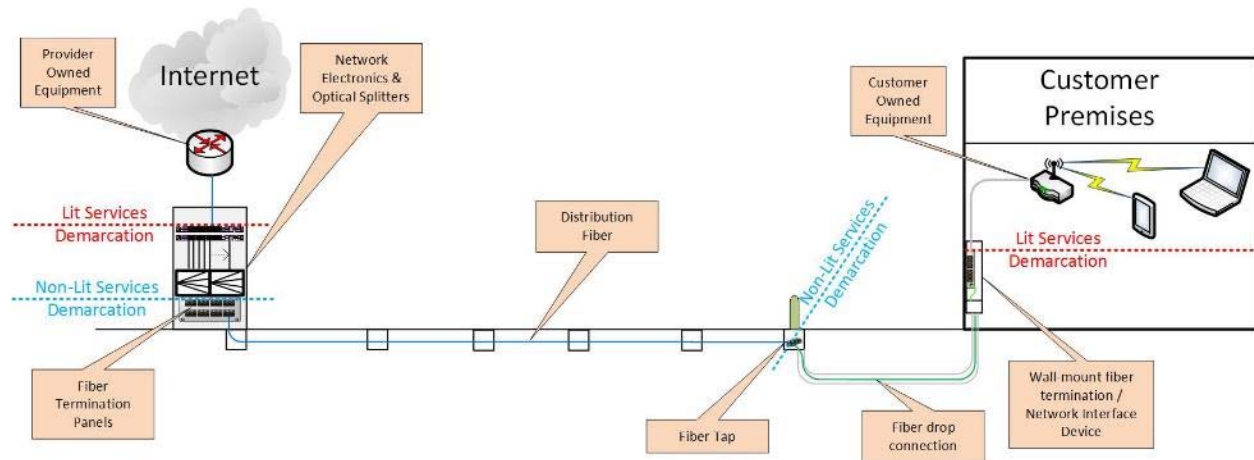 Provider
Owned
Equipment
Internet
Network
Electronics &
Optical Splitters
Customer
Owned
Equipment
Customer
Premises
Lit Services
Demarcation
Non-Lit Services
Demarcation
Distribution
Fiber
Non-Lit Services
Demarcation
Lit Services
Demarcation
Fiber
Termination
Panels
Fiber Tap
Fiber drop
connection
Wall-mount fiber
termination /
Network Interface
Device